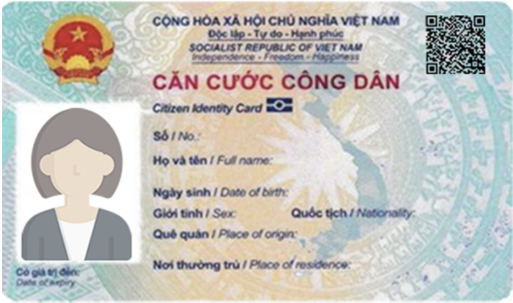 CỘNG HÒA XÃ HỘI CHỦ NGHĨA VIỆT NAM
Độc lập - Tự do - Hạnh phúc
SOCIALIST REPUBLIC OF VIET NAM
Independence - Freedom - Happiness
CĂN CƯỚC CÔNG DÂN
Citizen Identity Card
Số / No.:
Họ và tên / Full name:
Ngày sinh / Date of birth:
Giới tính / Sex: Quốc tịch / Nationality:
Quê quán / Place of origin:
Nơi thường trú / Place of residence:
Có giá trị đến:
Date of expiry